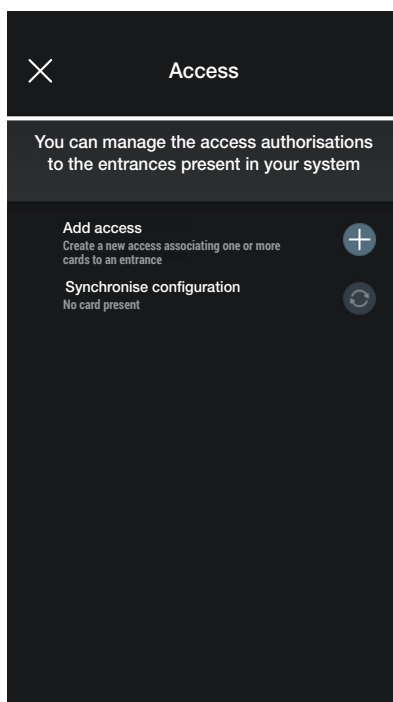 Access
You can manage the access authorisations
to the entrances present in your system
Add access
Create a new access associating one or more
cards to an entrance
Synchronise configuration
No card present